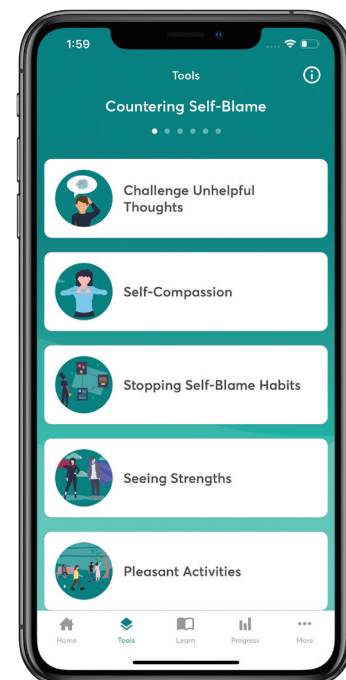 1:59
Tools
Countering Self-Blame
Challenge Unhelpful
Thoughts
Self-Compassion
Stopping Self-Blame Habits
Seeing Strengths
Pleasant Activities
Home
Tools
Learn
Progress
More